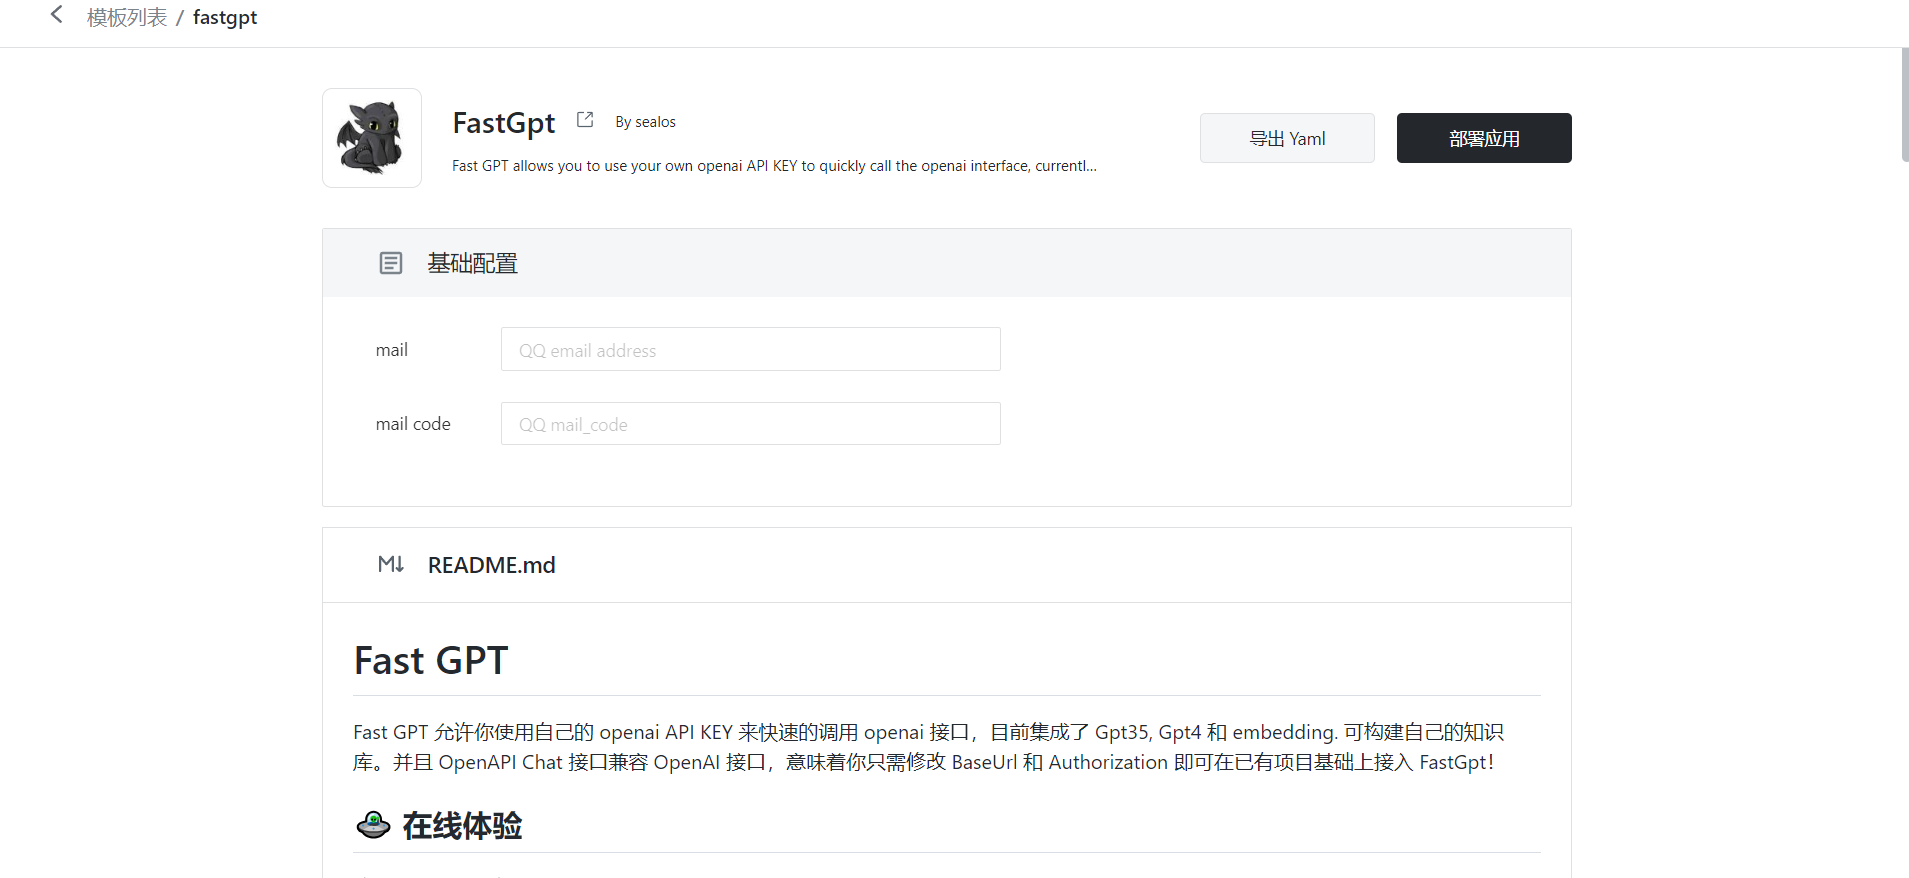 模板列表 / fastgpt
FastGpt By sealos
Fast GPT allows you to use your own openai API KEY to quickly call the openai interface, currentl...
导出 Yaml
部署应用
基础配置
mail
QQ email address
mail code
QQ mail_code
README.md
Fast GPT
Fast GPT 允许你使用自己的 openai API KEY 来快速的调用 openai 接口，目前集成了 Gpt35, Gpt4 和 embedding. 可构建自己的知识
库。并且 OpenAPI Chat 接口兼容 OpenAI 接口，意味着你只需修改 BaseUrl 和 Authorization 即可在已有项目基础上接入 FastGpt！
🛸 在线体验